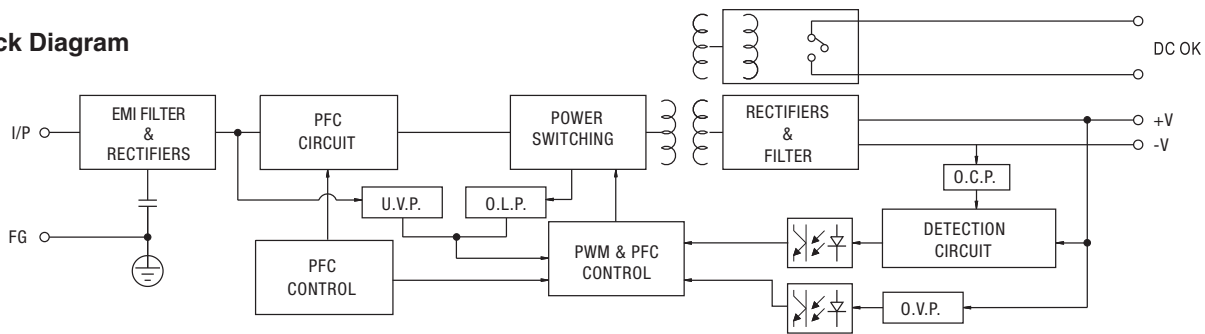 ck Diagram
DC OK
I/P
EMI FILTER
&
RECTIFIERS
PFC
CIRCUIT
POWER
SWITCHING
RECTIFIERS
&
FILTER
+V
-V
U.V.P.
O.L.P.
O.C.P.
FG
PFC
CONTROL
PWM & PFC
CONTROL
DETECTION
CIRCUIT
O.V.P.